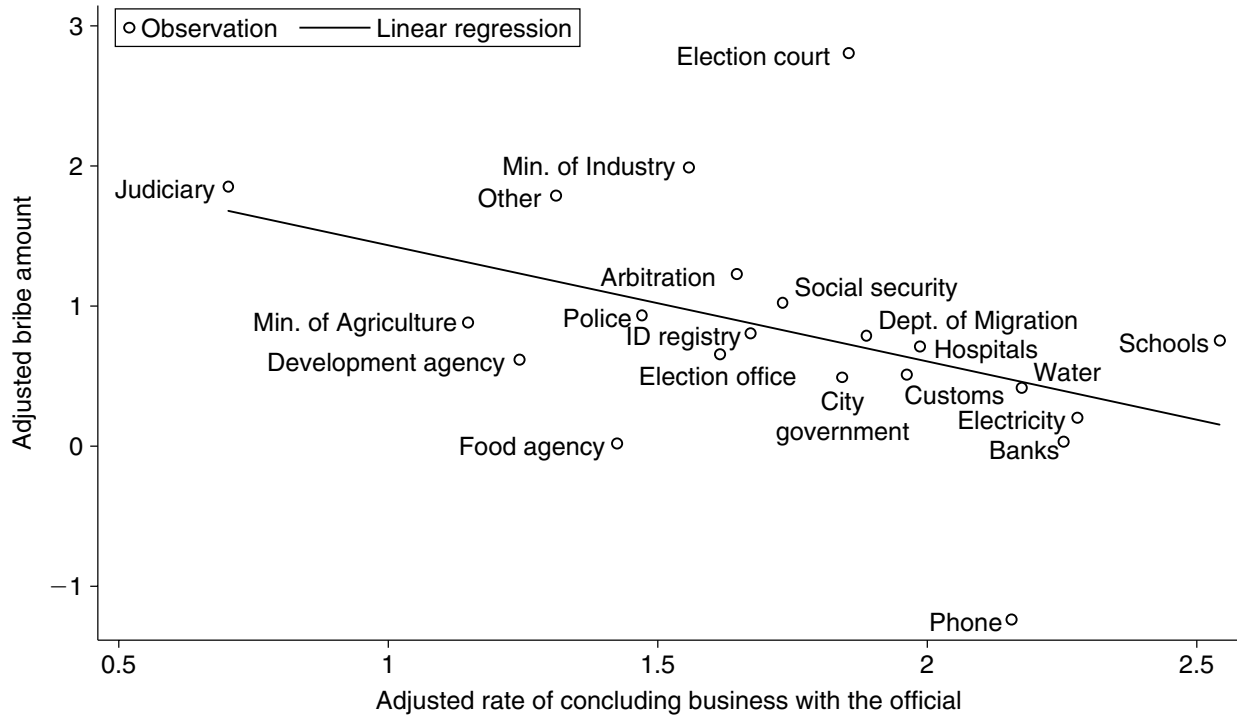 3
Observation
Linear regression
Election court
2
Min. of Industry
Judiciary
Other
Arbitration
Social security
1
Police
Dept. of Migration
Min. of Agriculture
ID registry
Schools
Hospitals
Development agency
Water
Election office
Customs
City
government
Electricity
0
Food agency
Banks
−1
Phone
Adjusted bribe amount
0.5 1 1.5 2 2.5
Adjusted rate of concluding business with the official